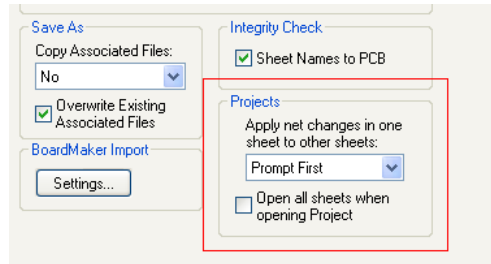 Save As
Copy Associated Files:
No
Overwrite Existing
Associated Files
BoardMaker Import
Settings...
Integrity Check
Sheet Names to PCB
Projects
Apply net changes in one
sheet to other sheets:
Prompt First
Open all sheets when
opening Project